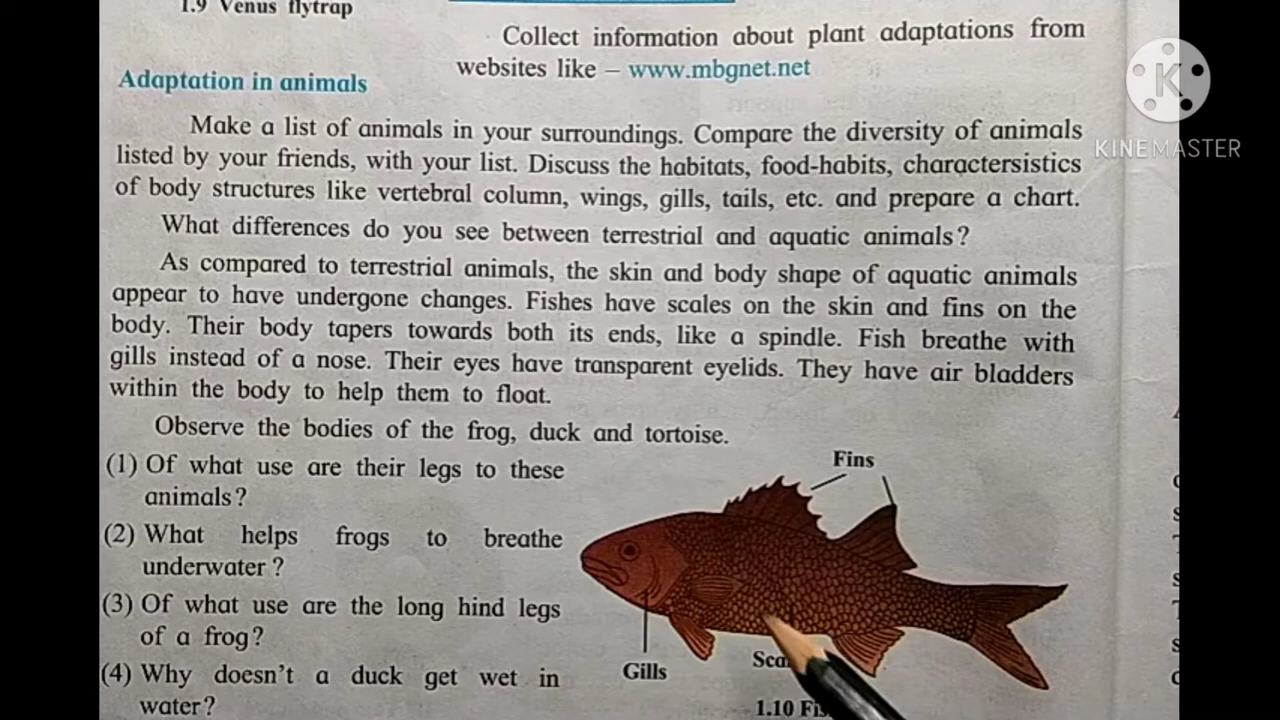 1.9 Venus flytrap
Collect information about plant adaptations from
websites like – www.mbgnet.net
Adaptation in animals
Make a list of animals in your surroundings. Compare the diversity of animals
listed by your friends, with your list. Discuss the habitats, food-habits, charactersistics
of body structures like vertebral column, wings, gills, tails, etc. and prepare a chart.
What differences do you see between terrestrial and aquatic animals?
As compared to terrestrial animals, the skin and body shape of aquatic animals
appear to have undergone changes. Fishes have scales on the skin and fins on the
body. Their body tapers towards both its ends, like a spindle. Fish breathe with
gills instead of a nose. Their eyes have transparent eyelids. They have air bladders
within the body to help them to float.
Observe the bodies of the frog, duck and tortoise.
(1) Of what use are their legs to these
animals?
(2) What helps frogs to breathe
underwater?
(3) Of what use are the long hind legs
of a frog?
(4) Why doesn't a duck get wet in
water?
Fins
Gills
1.10
K
KINEMASTER